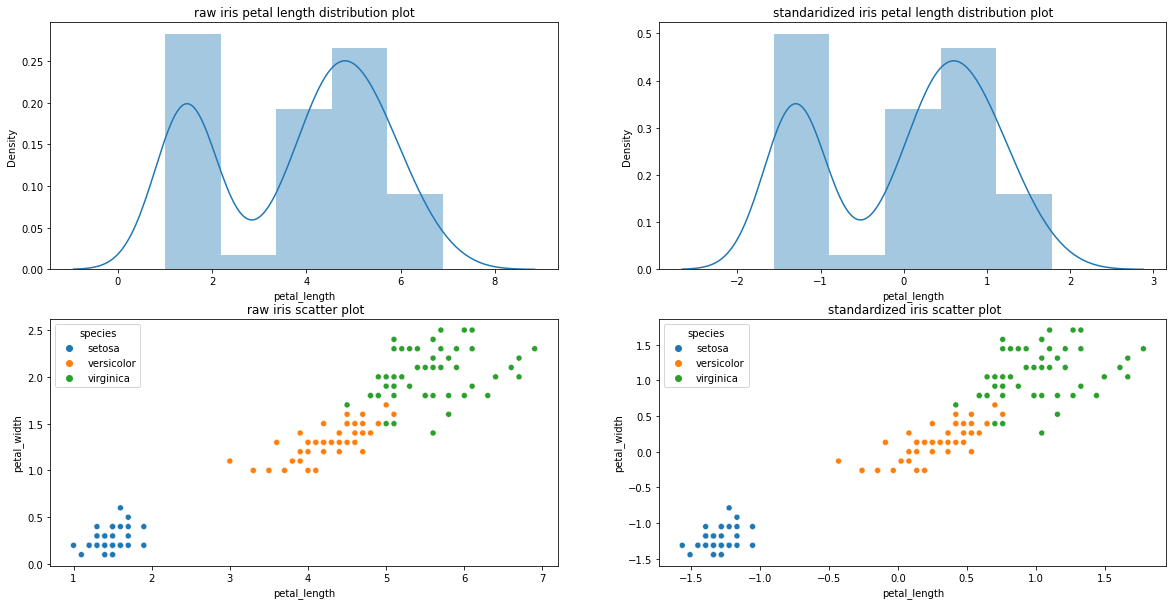 raw iris petal length distribution plot
Density
0.25
0.20
0.15
0.10
0.05
0.00
0 2 4 6 8
petal_length
standaridized iris petal length distribution plot
Density
0.5
0.4
0.3
0.2
0.1
0.0
−2 −1 0 1 2 3
petal_length
raw iris scatter plot
petal_width
2.5
2.0
1.5
1.0
0.5
0.0
species
setosa
versicolor
virginica
1 2 3 4 5 6 7
petal_length
standardized iris scatter plot
petal_width
1.5
1.0
0.5
0.0
−0.5
−1.0
−1.5
species
setosa
versicolor
virginica
−1.5 −1.0 −0.5 0.0 0.5 1.0 1.5
petal_length